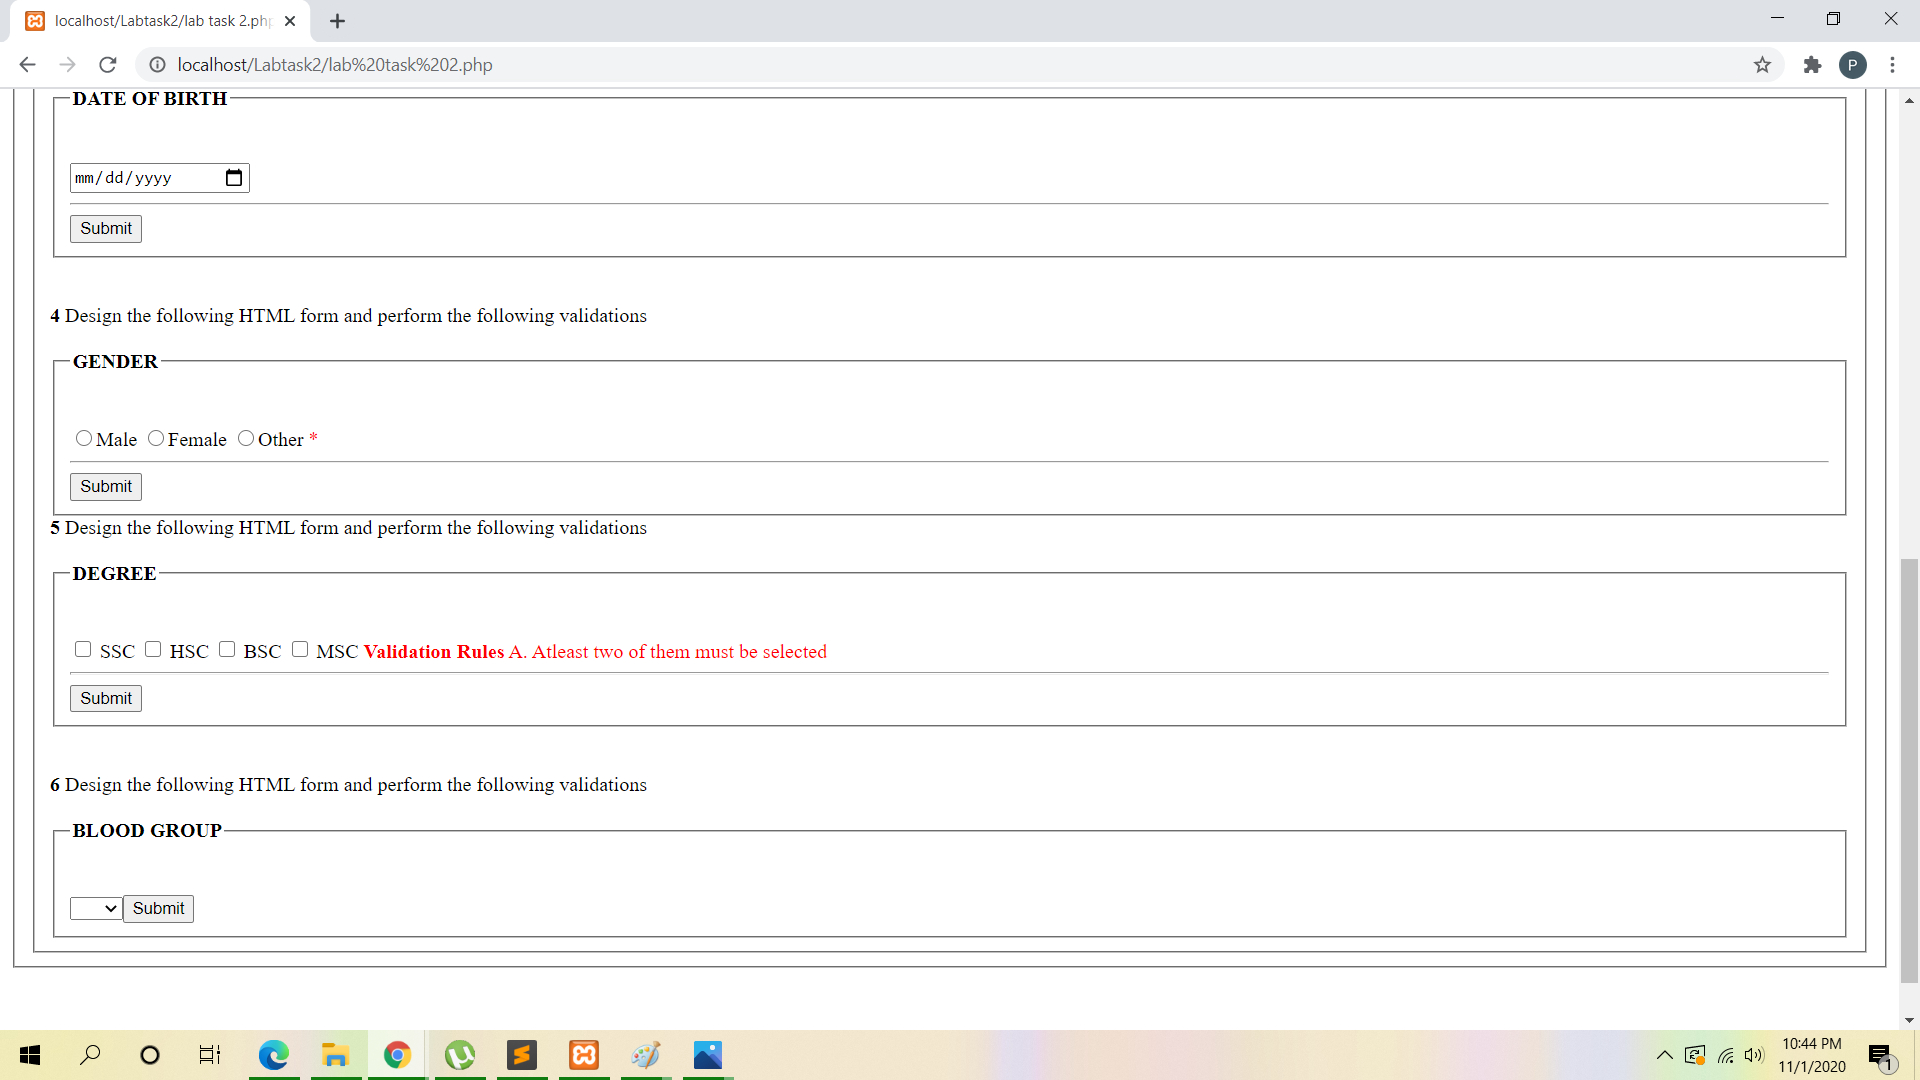 localhost/Labtask2/lab task 2.php
localhost/Labtask2/lab%20task%202.php
P
DATE OF BIRTH
mm/dd/yyyy
Submit
4 Design the following HTML form and perform the following validations
GENDER
Male Female Other *
Submit
5 Design the following HTML form and perform the following validations
DEGREE
SSC HSC BSC MSC Validation Rules A. Atleast two of them must be selected
Submit
6 Design the following HTML form and perform the following validations
BLOOD GROUP
Submit
10:44 PM
11/1/2020
1